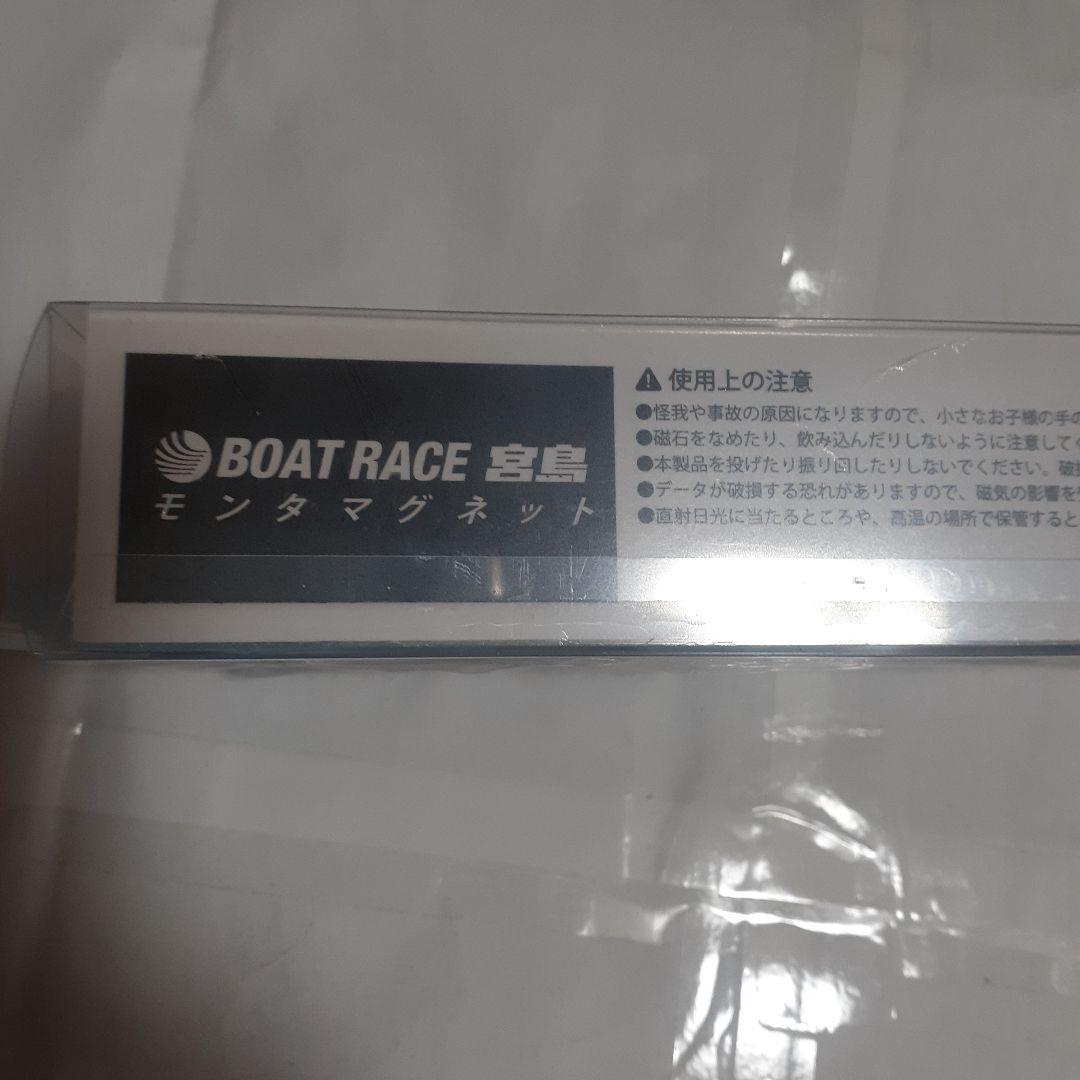 BOAT RACE 宮島
モンタマグネット
⚠ 使用上の注意
●怪我や事故の原因になりますので、小さなお子様の手の
●磁石をなめたり、飲み込んだりしないように注意してく
●本製品を投げたり振り回したりしないでください。破損
●データが破損する恐れがありますので、磁気の影響を受
●直射日光に当たるところや、高温の場所で保管すると